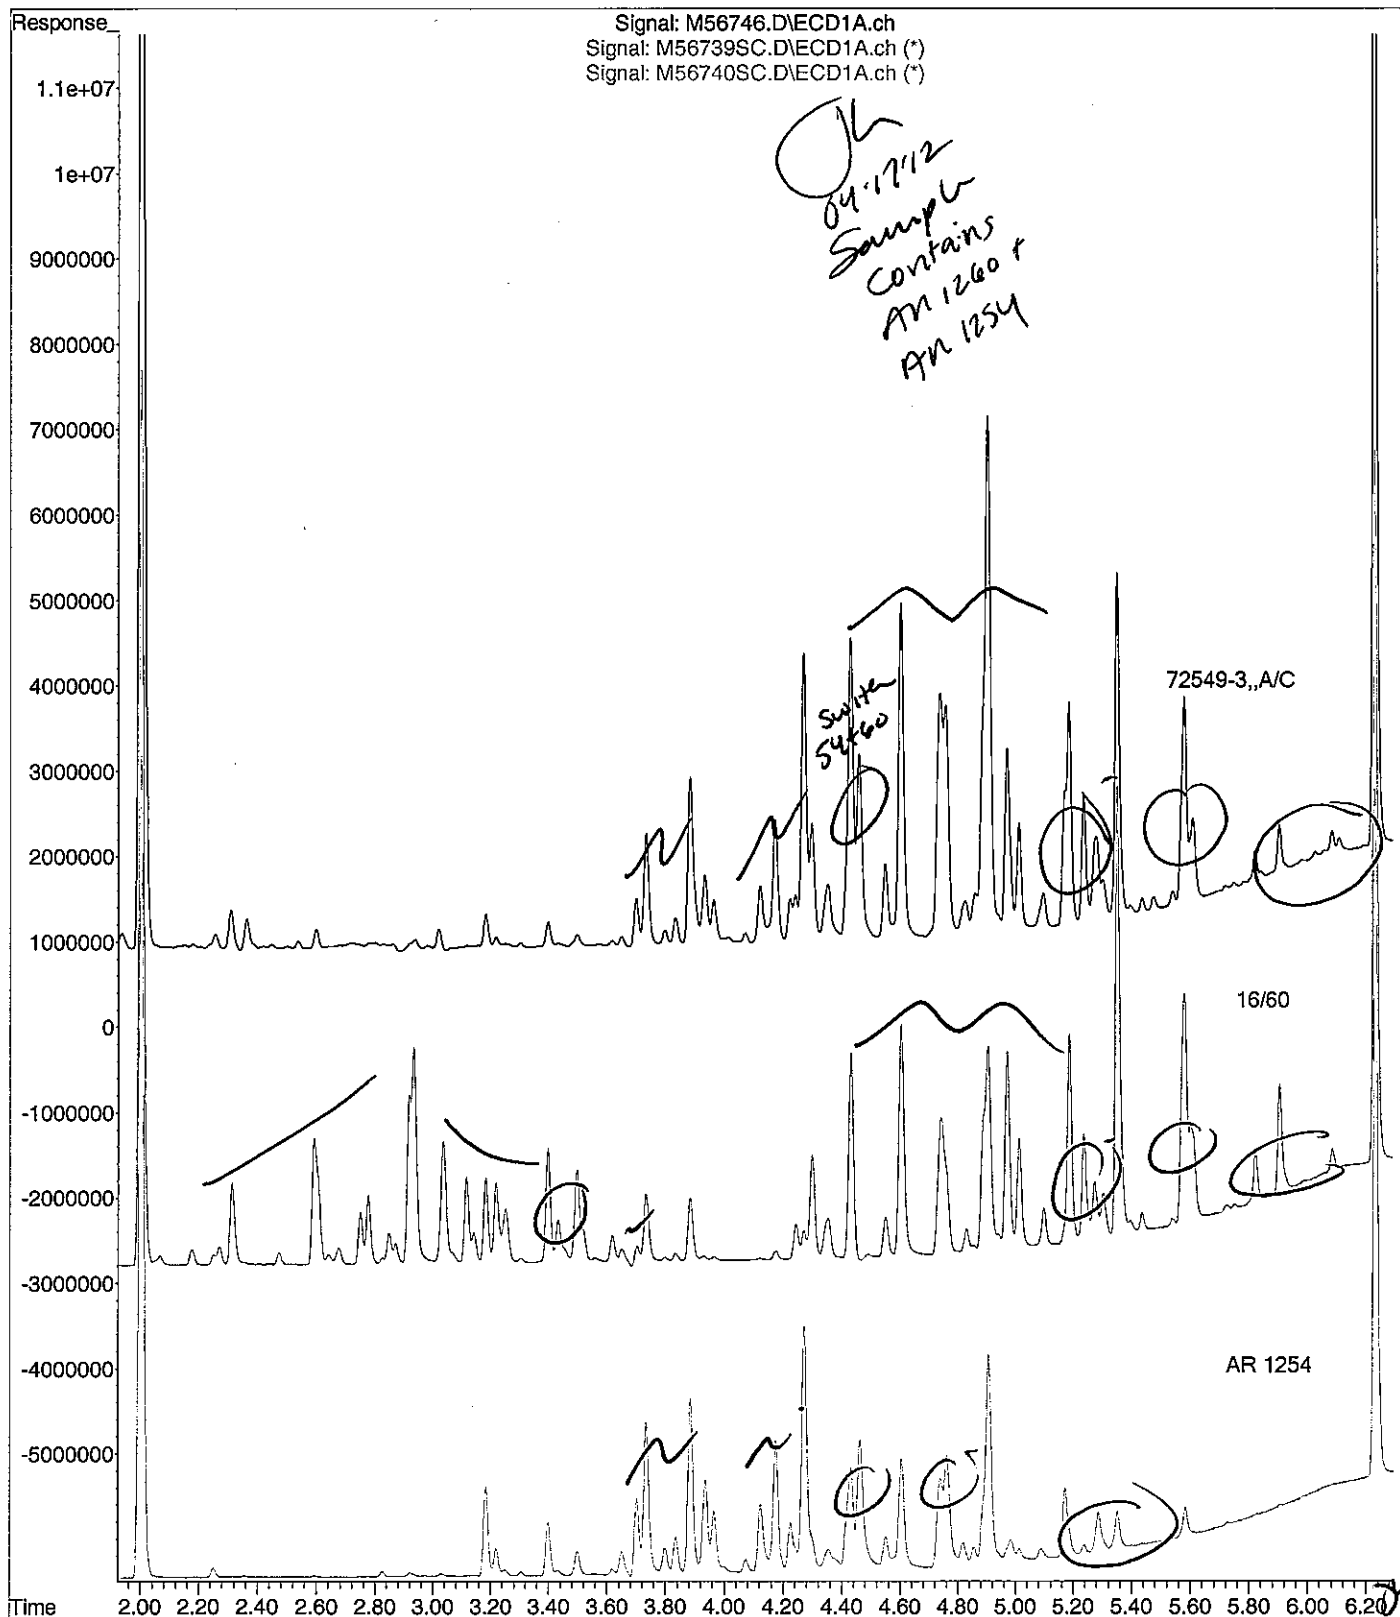 Response_
Signal: M56746.D\ECD1A.ch
Signal: M56739SC.D\ECD1A.ch (*)
Signal: M56740SC.D\ECD1A.ch (*)
1.1e+07
1e+07
9000000
8000000
7000000
6000000
5000000
4000000
3000000
2000000
1000000
0
-1000000
-2000000
-3000000
-4000000
-5000000
04.17.12
Sample
Contains
AR 1260 +
AR 1254
54+60
72549-3,,A/C
16/60
AR 1254
Time
2.00 2.20 2.40 2.60 2.80 3.00 3.20 3.40 3.60 3.80 4.00 4.20 4.40 4.60 4.80 5.00 5.20 5.40 5.60 5.80 6.00 6.20